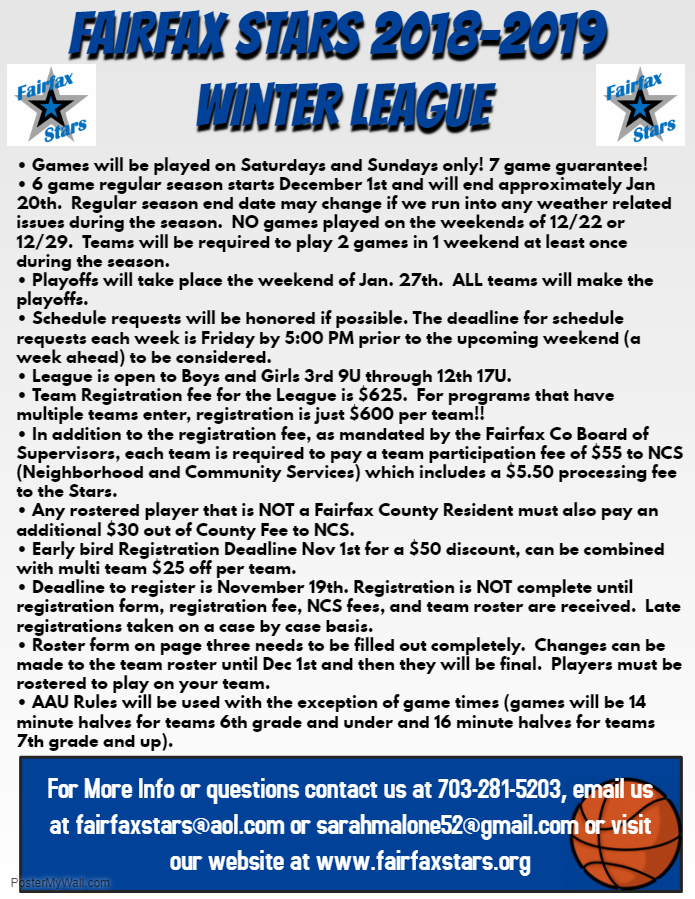 FAIRFAX STARS 2018-2019
WINTER LEAGUE
Fairfax
Stars
Fairfax
Stars
• Games will be played on Saturdays and Sundays only! 7 game guarantee!
• 6 game regular season starts December 1st and will end approximately Jan
20th. Regular season end date may change if we run into any weather related
issues during the season. NO games played on the weekends of 12/22 or
12/29. Teams will be required to play 2 games in 1 weekend at least once
during the season.
• Playoffs will take place the weekend of Jan. 27th. ALL teams will make the
playoffs.
• Schedule requests will be honored if possible. The deadline for schedule
requests each week is Friday by 5:00 PM prior to the upcoming weekend (a
week ahead) to be considered.
• League is open to Boys and Girls 3rd 9U through 12th 17U.
• Team Registration fee for the League is $625. For programs that have
multiple teams enter, registration is just $600 per team!!
• In addition to the registration fee, as mandated by the Fairfax Co Board of
Supervisors, each team is required to pay a team participation fee of $55 to NCS
(Neighborhood and Community Services) which includes a $5.50 processing fee
to the Stars.
• Any rostered player that is NOT a Fairfax County Resident must also pay an
additional $30 out of County Fee to NCS.
• Early bird Registration Deadline Nov 1st for a $50 discount, can be combined
with multi team $25 off per team.
• Deadline to register is November 19th. Registration is NOT complete until
registration form, registration fee, NCS fees, and team roster are received. Late
registrations taken on a case by case basis.
• Roster form on page three needs to be filled out completely. Changes can be
made to the team roster until Dec 1st and then they will be final. Players must be
rostered to play on your team.
• AAU Rules will be used with the exception of game times (games will be 14
minute halves for teams 6th grade and under and 16 minute halves for teams
7th grade and up).
For More Info or questions contact us at 703-281-5203, email us
at fairfaxstars@aol.com or sarahmalone52@gmail.com or visit
our website at www.fairfaxstars.org
PosterMyWall.com